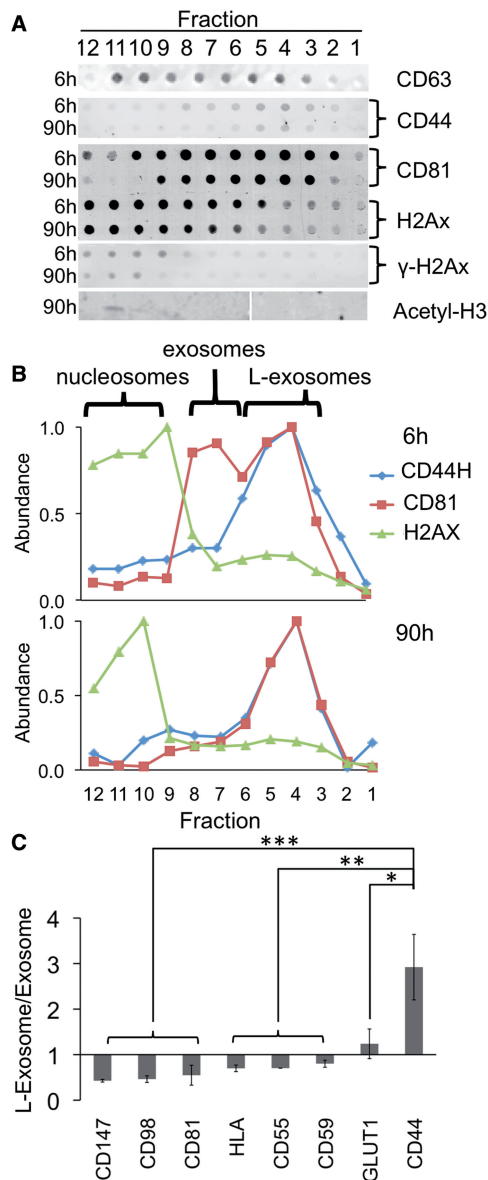 A
Fraction
12 11 10 9 8 7 6 5 4 3 2 1
6h CD63
6h CD44
90h
6h CD81
90h
6h H2Ax
90h
6h γ-H2Ax
90h
90h Acetyl-H3
B
exosomes
nucleosomes L-exosomes
6h
CD44H
CD81
H2AX
Abundance
1.0
0.5
0.0
90h
Abundance
1.0
0.5
0.0
12 11 10 9 8 7 6 5 4 3 2 1
Fraction
C
***
**
*
L-Exosome/Exosome
4
3
2
1
0
CD147
CD98
CD81
HLA
CD55
CD59
GLUT1
CD44